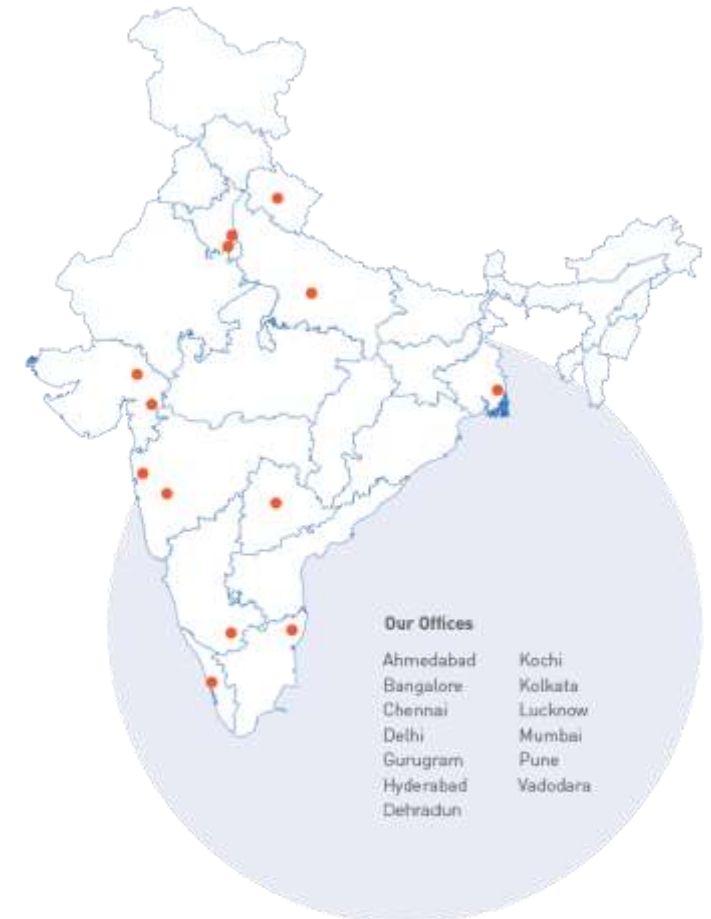 Our Offices
Ahmedabad
Bangalore
Chennai
Delhi
Gurugram
Hyderabad
Dehradun
Kochi
Kolkata
Lucknow
Mumbai
Pune
Vadodara